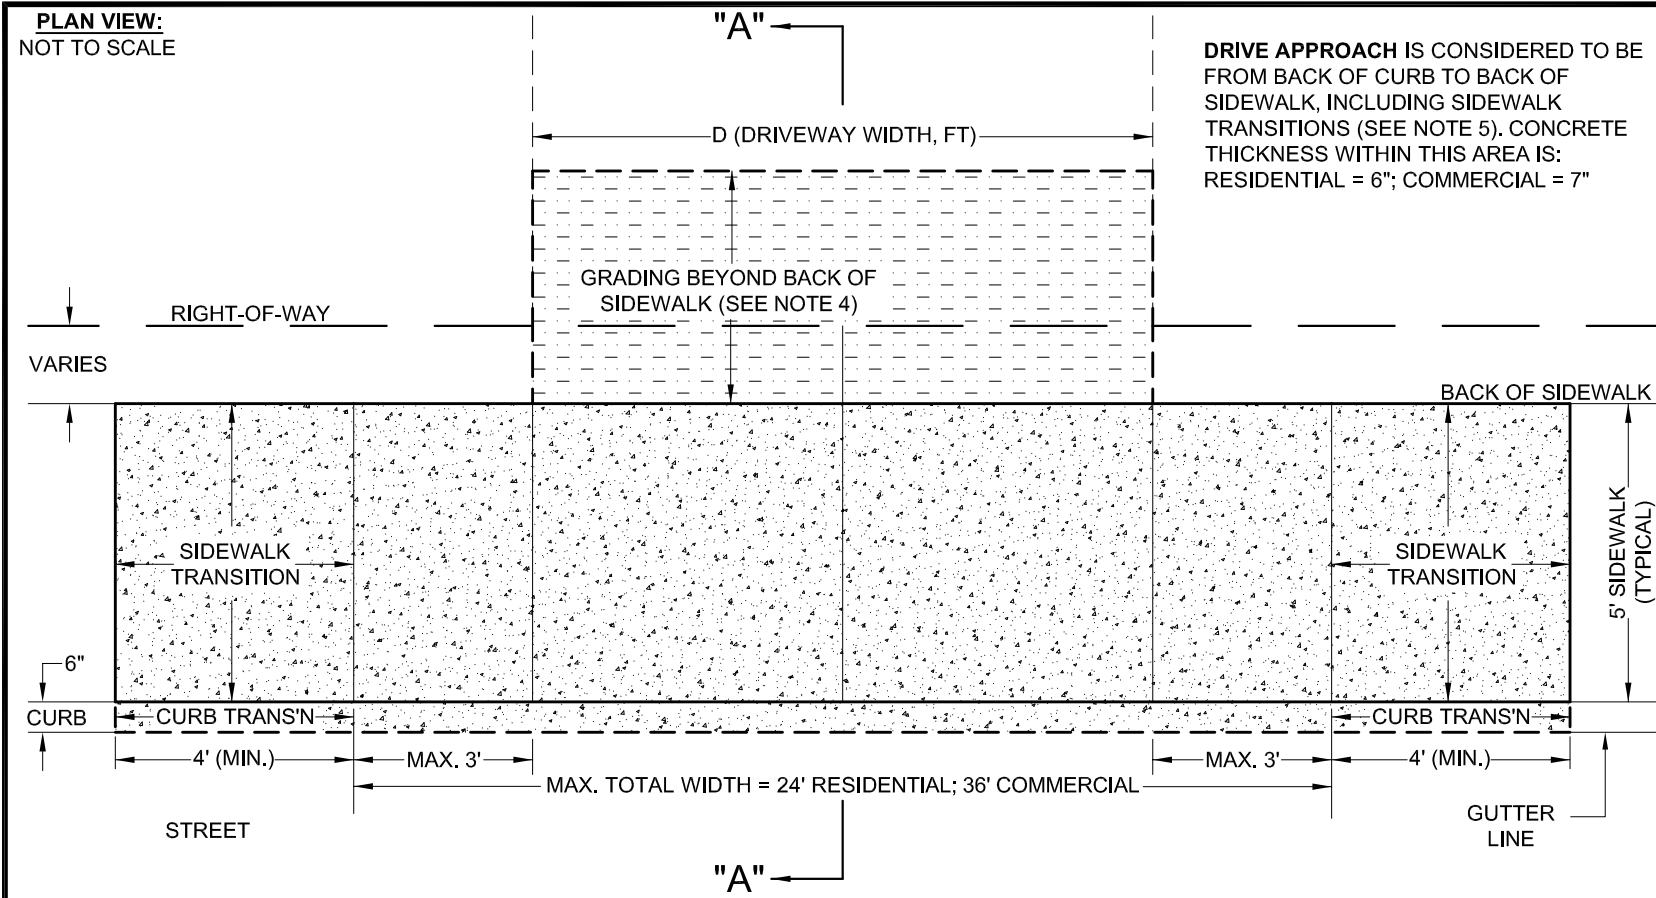 PLAN VIEW:
NOT TO SCALE
"A"
DRIVE APPROACH IS CONSIDERED TO BE
FROM BACK OF CURB TO BACK OF
SIDEWALK, INCLUDING SIDEWALK
TRANSITIONS (SEE NOTE 5). CONCRETE
THICKNESS WITHIN THIS AREA IS:
RESIDENTIAL = 6"; COMMERCIAL = 7"
D (DRIVEWAY WIDTH, FT)
GRADING BEYOND BACK OF
SIDEWALK (SEE NOTE 4)
RIGHT-OF-WAY
VARIES
BACK OF SIDEWALK
SIDEWALK
TRANSITION
SIDEWALK
TRANSITION
5' SIDEWALK
(TYPICAL)
6"
CURB
CURB TRANS'N
CURB TRANS'N
4' (MIN.)
MAX. 3'
MAX. 3'
4' (MIN.)
MAX. TOTAL WIDTH = 24' RESIDENTIAL; 36' COMMERCIAL
STREET
GUTTER
LINE
"A"